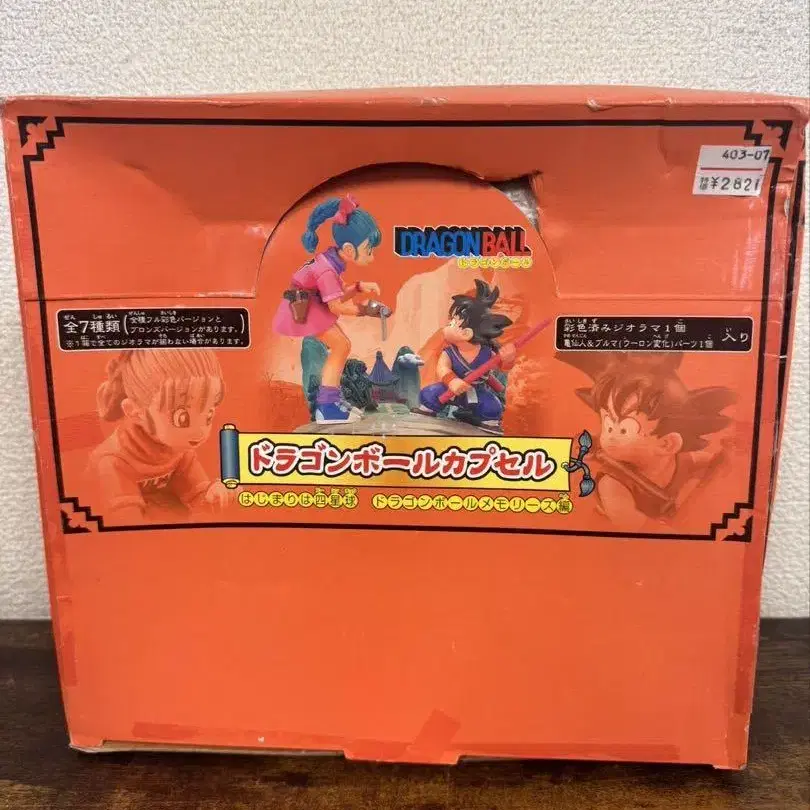 403-07
特価 ¥2821
DRAGONBALL
ドラゴンボール
全7種類(全種フル彩色バージョンとブロンズバージョンがあります。)
※1箱で全てのジオラマが揃わない場合があります。
彩色済みジオラマ1個
亀仙人&ブルマ(ウーロン変化)パーツ1個
入り
ドラゴンボールカプセル
はじまりは四星球 ドラゴンボールメモリーズ編